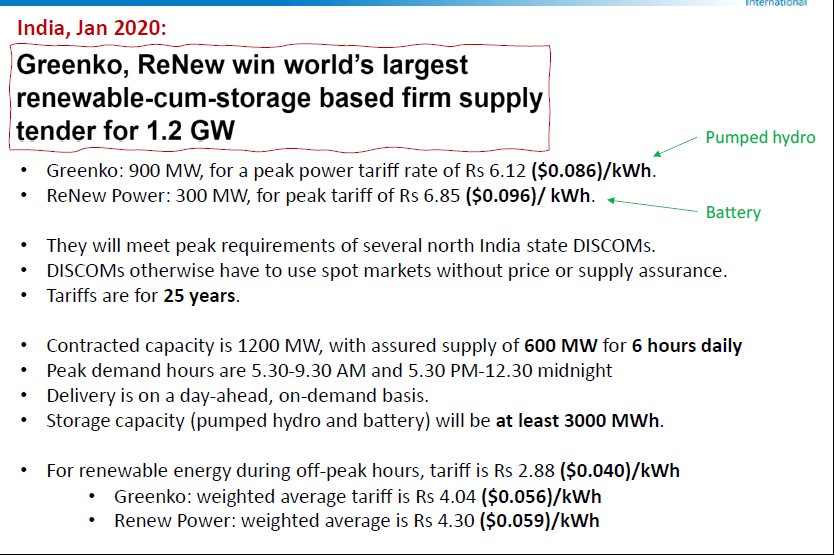 International
India, Jan 2020:
Greenko, ReNew win world’s largest
renewable-cum-storage based firm supply
tender for 1.2 GW
Pumped hydro
• Greenko: 900 MW, for a peak power tariff rate of Rs 6.12 ($0.086)/kWh.
• ReNew Power: 300 MW, for peak tariff of Rs 6.85 ($0.096)/ kWh.
Battery
• They will meet peak requirements of several north India state DISCOMs.
• DISCOMs otherwise have to use spot markets without price or supply assurance.
• Tariffs are for 25 years.
• Contracted capacity is 1200 MW, with assured supply of 600 MW for 6 hours daily
• Peak demand hours are 5.30-9.30 AM and 5.30 PM-12.30 midnight
• Delivery is on a day-ahead, on-demand basis.
• Storage capacity (pumped hydro and battery) will be at least 3000 MWh.
• For renewable energy during off-peak hours, tariff is Rs 2.88 ($0.040)/kWh
• Greenko: weighted average tariff is Rs 4.04 ($0.056)/kWh
• Renew Power: weighted average is Rs 4.30 ($0.059)/kWh